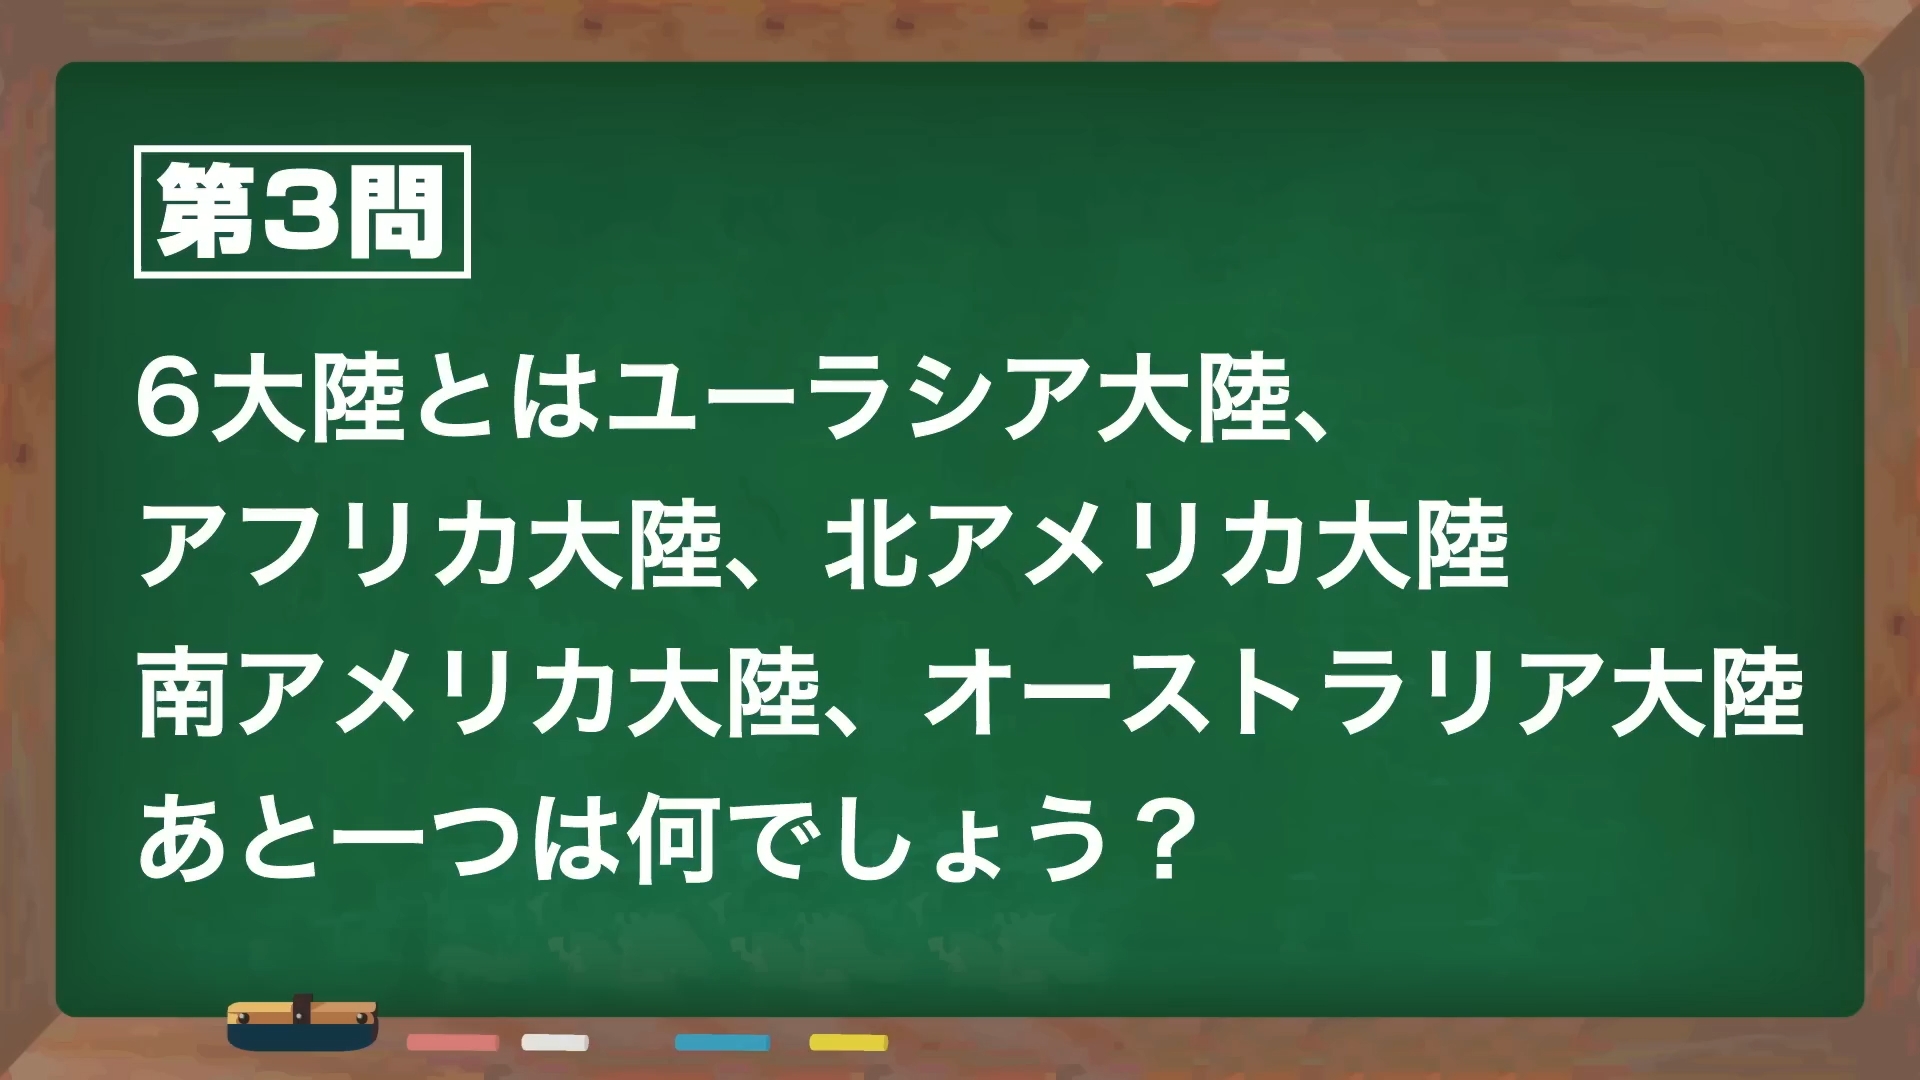 第3問
6大陸とはユーラシア大陸、
アフリカ大陸、北アメリカ大陸
南アメリカ大陸、オーストラリア大陸
あと一つは何でしょう？